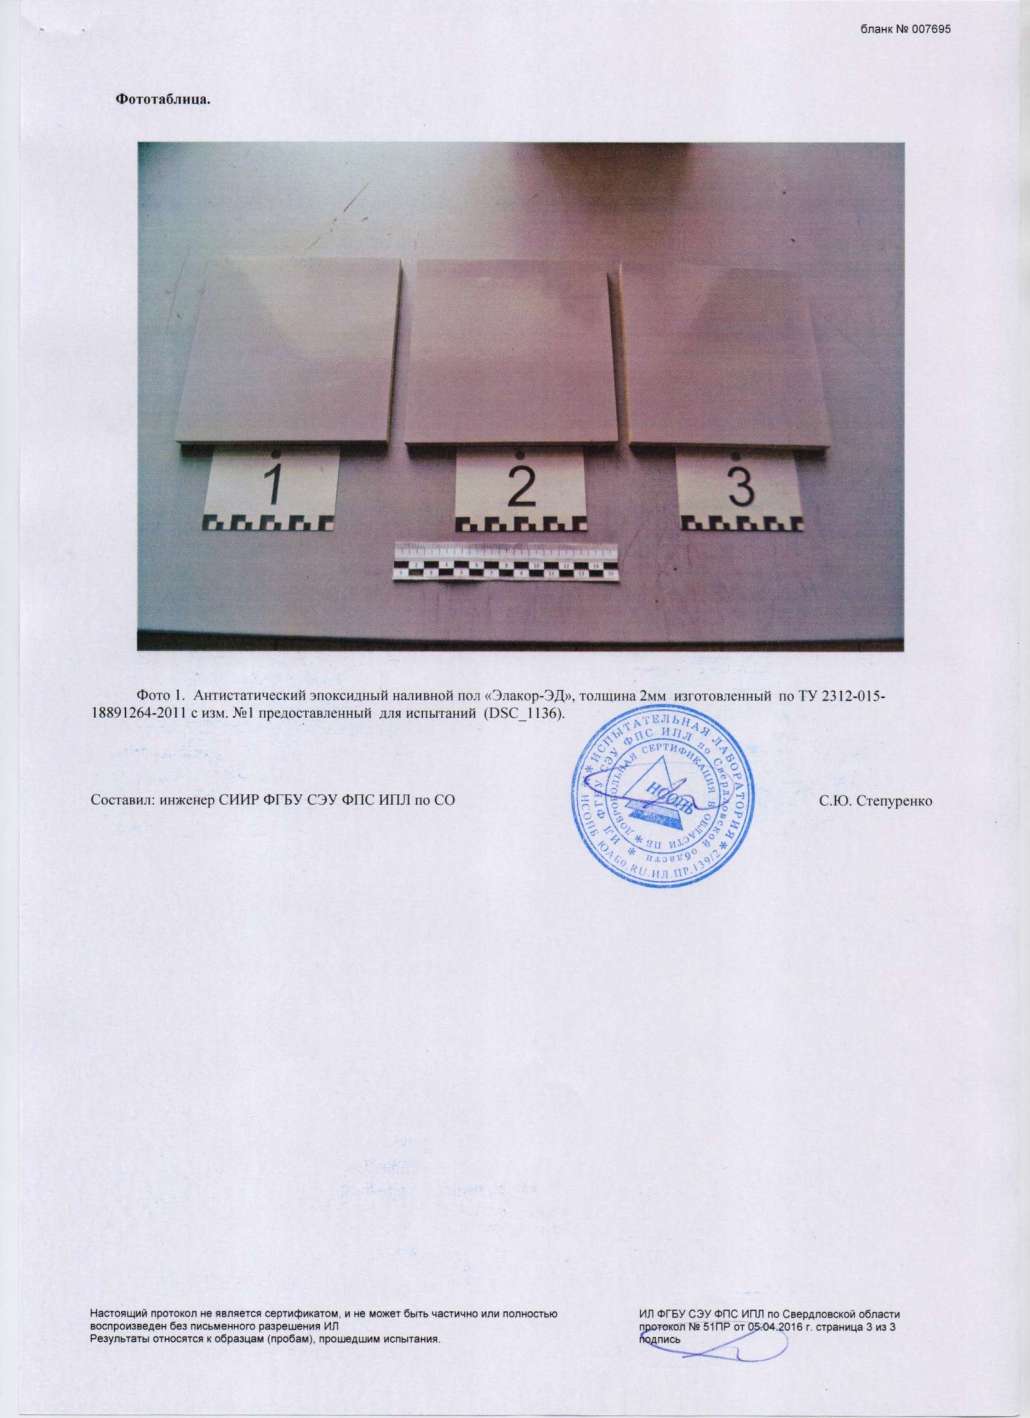 бланк № 007695
Фототаблица.
1
2
3
Фото 1. Антистатический эпоксидный наливной пол «Элакор-ЭД», толщина 2мм изготовленный по ТУ 2312-015-
18891264-2011 с изм. №1 предоставленный для испытаний (DSC_1136).
ИСПЫТАТЕЛЬНАЯ ЛАБОРАТОРИЯ
ИЛ ФГБУ СЭУ ФПС ИПЛ по Свердловской области
ДОБРОВОЛЬНАЯ СЕРТИФИКАЦИЯ В ОБЛАСТИ ПБ
НСОПБ
НСОПБ ЮАБ0.RU.ИЛ.ПР.139/2
Составил: инженер СИИР ФГБУ СЭУ ФПС ИПЛ по СО
С.Ю. Степуренко
Настоящий протокол не является сертификатом, и не может быть частично или полностью
воспроизведен без письменного разрешения ИЛ
Результаты относятся к образцам (пробам), прошедшим испытания.
ИЛ ФГБУ СЭУ ФПС ИПЛ по Свердловской области
протокол № 51ПР от 05.04.2016 г. страница 3 из 3
подпись